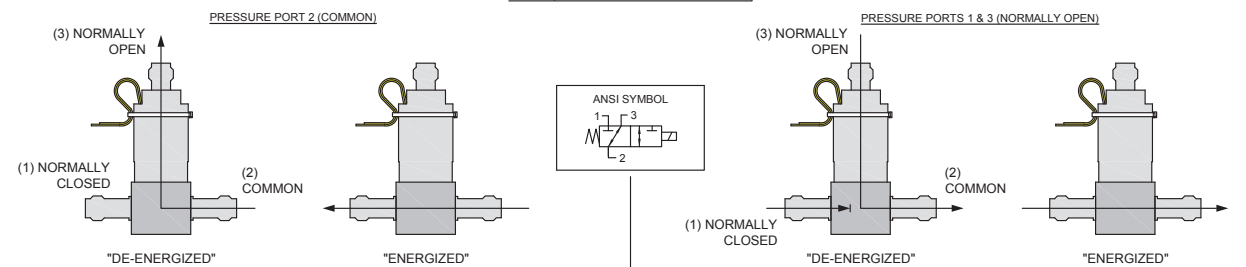 PRESSURE PORT 2 (COMMON)
(3) NORMALLY
OPEN
(1) NORMALLY
CLOSED
(2)
COMMON
"DE-ENERGIZED"
"ENERGIZED"
ANSI SYMBOL
1
3
2
PRESSURE PORTS 1 & 3 (NORMALLY OPEN)
(3) NORMALLY
OPEN
(2)
COMMON
(1) NORMALLY
CLOSED
"DE-ENERGIZED"
"ENERGIZED"